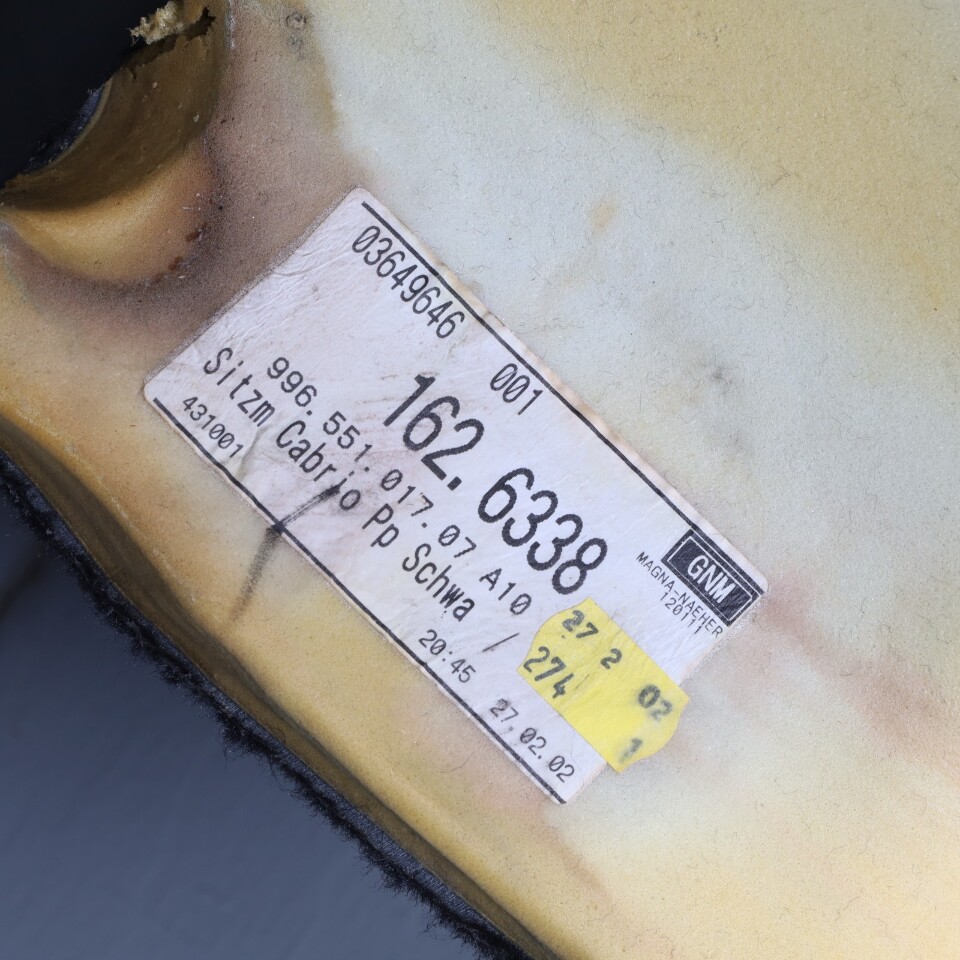 03649646 001
162.6338
GNM
MAGNA-NAEHER
120111
996.551.017.07 A10
Sitzm Cabrio Pp Schwa /
431001 20:45 27.02.02
27 2 02
274 1